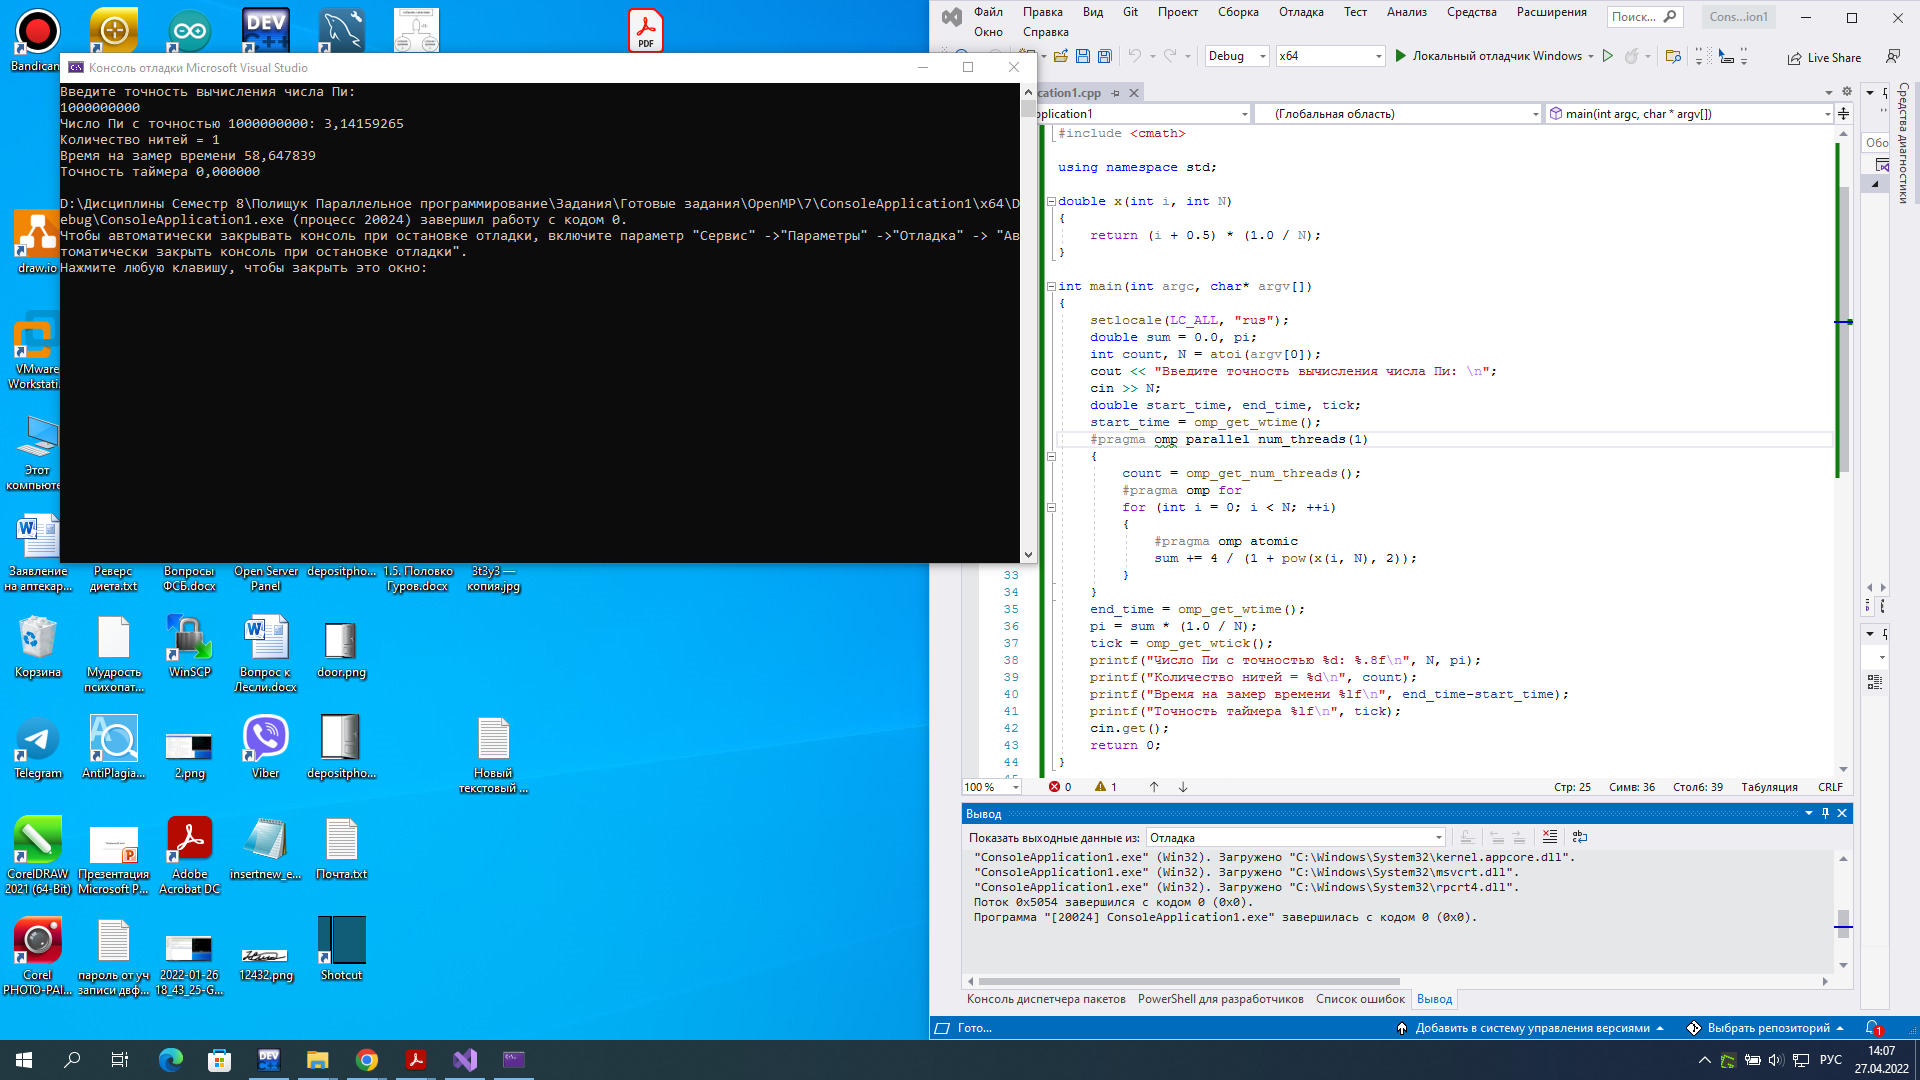 Консоль отладки Microsoft Visual Studio
Введите точность вычисления числа Пи:
1000000000
Число Пи с точностью 1000000000: 3,14159265
Количество нитей = 1
Время на замер времени 58,647839
Точность таймера 0,000000
D:\Дисциплины Семестр 8\Полищук Параллельное программирование\Задания\Готовые задания\OpenMP\7\ConsoleApplication1\x64\D
ebug\ConsoleApplication1.exe (процесс 20024) завершил работу с кодом 0.
Чтобы автоматически закрывать консоль при остановке отладки, включите параметр "Сервис" ->"Параметры" ->"Отладка" -> "Ав
томатически закрыть консоль при остановке отладки".
Нажмите любую клавишу, чтобы закрыть это окно:
Bandicam
DEV
C++
PDF
draw.io
VMware
Workstati...
Этот
компьюте
Заявление
на аптекар...
Реверс
диета.txt
Вопросы
ФСБ.docx
Open Server
Panel
depositpho...
1.5. Половко
Гуров.docx
3t3y3 —
копия.jpg
Корзина
Мудрость
психопат...
WinSCP
Вопрос к
Лесли.docx
door.png
Telegram
AntiPlagia...
2.png
Viber
depositpho...
Новый
текстовый ...
CorelDRAW
2021 (64-Bit)
Презентация
Microsoft P...
Adobe
Acrobat DC
insertnew_e...
Почта.txt
Corel
PHOTO-PAI...
пароль от уч
записи двф...
2022-01-26
18_43_25-G...
12432.png
Shotcut
Файл Правка Вид Git Проект Сборка Отладка Тест Анализ Средства Расширения
Окно Справка
Поиск...
Cons...ion1
Debug x64 Локальный отладчик Windows
Live Share
cation1.cpp
pplication1 (Глобальная область) main(int argc, char * argv[])
#include <cmath>
using namespace std;
double x(int i, int N)
{
return (i + 0.5) * (1.0 / N);
}
int main(int argc, char* argv[])
{
setlocale(LC_ALL, "rus");
double sum = 0.0, pi;
int count, N = atoi(argv[0]);
cout << "Введите точность вычисления числа Пи: \n";
cin >> N;
double start_time, end_time, tick;
start_time = omp_get_wtime();
#pragma omp parallel num_threads(1)
{
count = omp_get_num_threads();
#pragma omp for
for (int i = 0; i < N; ++i)
{
#pragma omp atomic
sum += 4 / (1 + pow(x(i, N), 2));
33 }
34 }
35 end_time = omp_get_wtime();
36 pi = sum * (1.0 / N);
37 tick = omp_get_wtick();
38 printf("Число Пи с точностью %d: %.8f\n", N, pi);
39 printf("Количество нитей = %d\n", count);
40 printf("Время на замер времени %lf\n", end_time-start_time);
41 printf("Точность таймера %lf\n", tick);
42 cin.get();
43 return 0;
44 }
100 % 0 1 Стр: 25 Симв: 36 Столб: 39 Табуляция CRLF
Вывод
Показать выходные данные из: Отладка
"ConsoleApplication1.exe" (Win32). Загружено "C:\Windows\System32\kernel.appcore.dll".
"ConsoleApplication1.exe" (Win32). Загружено "C:\Windows\System32\msvcrt.dll".
"ConsoleApplication1.exe" (Win32). Загружено "C:\Windows\System32\rpcrt4.dll".
Поток 0x5054 завершился с кодом 0 (0x0).
Программа "[20024] ConsoleApplication1.exe" завершилась с кодом 0 (0x0).
Консоль диспетчера пакетов PowerShell для разработчиков Список ошибок Вывод
Гото... Добавить в систему управления версиями Выбрать репозиторий 1
Средства диагностики
Обо
DEV
РУС
14:07
27.04.2022